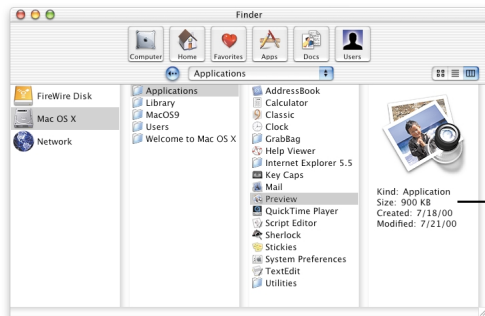 Finder
Computer
Home
Favorites
Apps
Docs
Users
Applications
FireWire Disk
Mac OS X
Network
Applications
Library
MacOS9
Users
Welcome to Mac OS X
AddressBook
Calculator
Classic
Clock
GrabBag
Help Viewer
Internet Explorer 5.5
Key Caps
Mail
Preview
QuickTime Player
Script Editor
Sherlock
Stickies
System Preferences
TextEdit
Utilities
Kind: Application
Size: 900 KB
Created: 7/18/00
Modified: 7/21/00